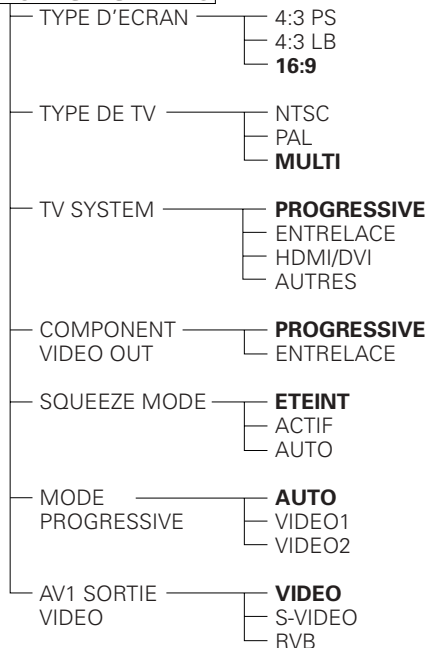 TYPE D'ECRAN
4:3 PS
4:3 LB
16:9
TYPE DE TV
NTSC
PAL
MULTI
TV SYSTEM
PROGRESSIVE
ENTRELACE
HDMI/DVI
AUTRES
COMPONENT
VIDEO OUT
PROGRESSIVE
ENTRELACE
SQUEEZE MODE
ETEINT
ACTIF
AUTO
MODE
PROGRESSIVE
AUTO
VIDEO1
VIDEO2
AV1 SORTIE
VIDEO
VIDEO
S-VIDEO
RVB